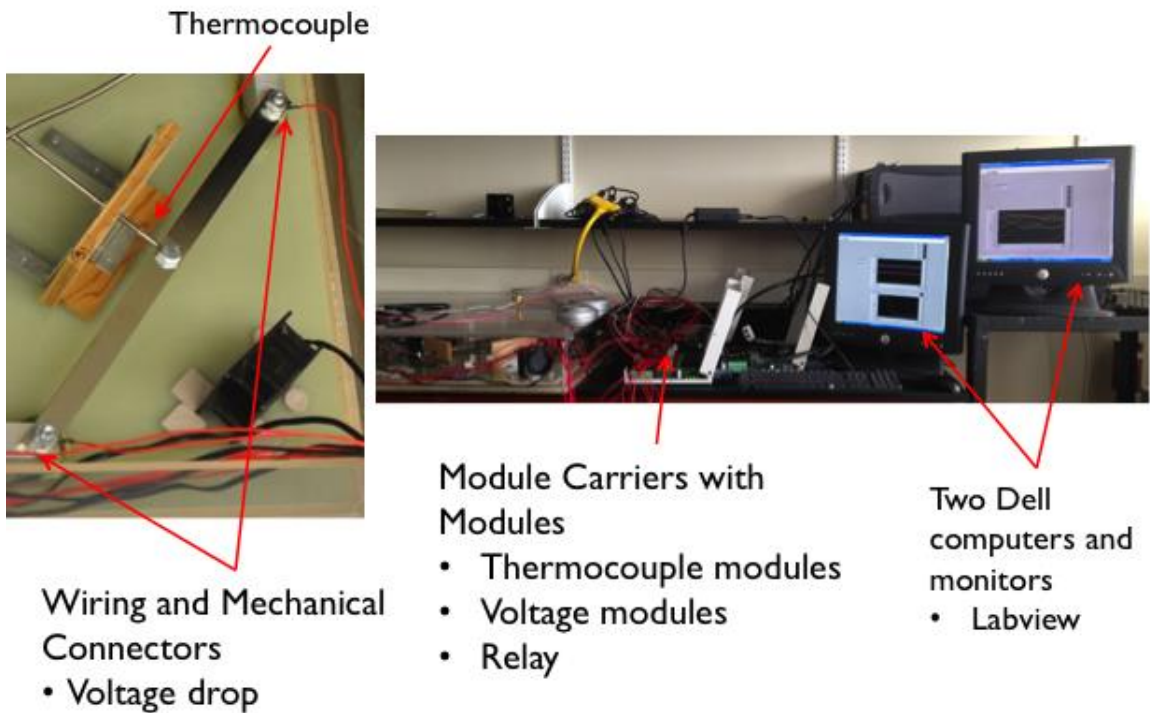 Thermocouple
Wiring and Mechanical
Connectors
• Voltage drop
Module Carriers with
Modules
• Thermocouple modules
• Voltage modules
• Relay
Two Dell
computers and
monitors
• Labview